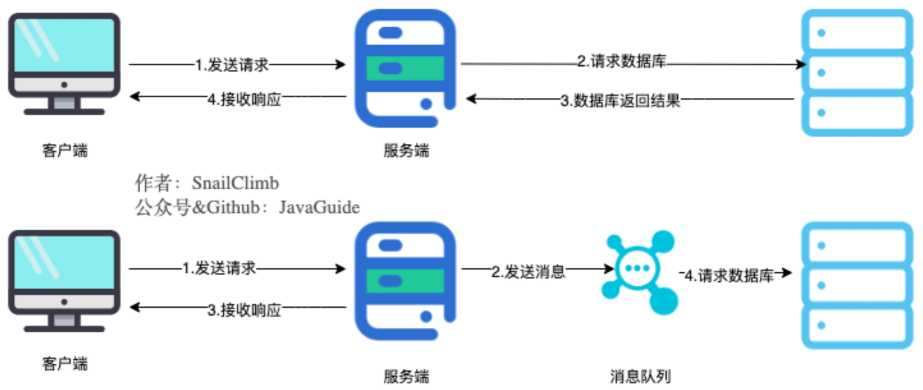 1.发送请求
2.请求数据库
4.接收响应
3.数据库返回结果
客户端
服务端
作者：SnailClimb
公众号&Github：JavaGuide
1.发送请求
2.发送消息
4.请求数据库
3.接收响应
客户端
服务端
消息队列